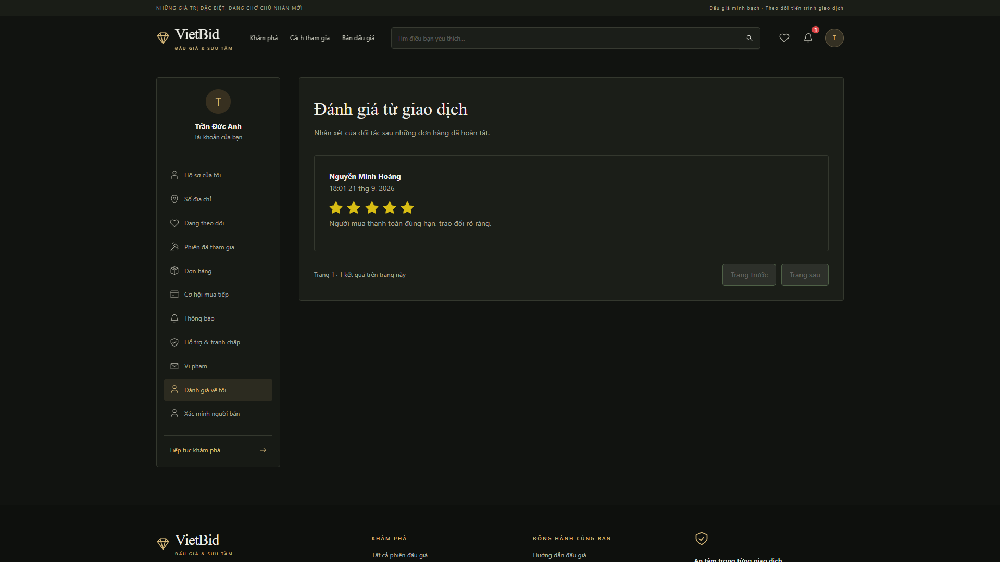 NHỮNG GIÁ TRỊ ĐẶC BIỆT, ĐANG CHỜ CHỦ NHÂN MỚI
Đấu giá minh bạch · Theo dõi tiến trình giao dịch
VietBid
ĐẤU GIÁ & SƯU TẦM
Khám phá
Cách tham gia
Bán đấu giá
Tìm điều bạn yêu thích...
1
T
T
Trần Đức Anh
Tài khoản của bạn
Hồ sơ của tôi
Sổ địa chỉ
Đang theo dõi
Phiên đã tham gia
Đơn hàng
Cơ hội mua tiếp
Thông báo
Hỗ trợ & tranh chấp
Vi phạm
Đánh giá về tôi
Xác minh người bán
Tiếp tục khám phá
Đánh giá từ giao dịch
Nhận xét của đối tác sau những đơn hàng đã hoàn tất.
Nguyễn Minh Hoàng
18:01 21 thg 9, 2026
Người mua thanh toán đúng hạn, trao đổi rõ ràng.
Trang 1 · 1 kết quả trên trang này
Trang trước
Trang sau
VietBid
ĐẤU GIÁ & SƯU TẦM
KHÁM PHÁ
Tất cả phiên đấu giá
ĐỒNG HÀNH CÙNG BẠN
Hướng dẫn đấu giá
An tâm trong từng giao dịch